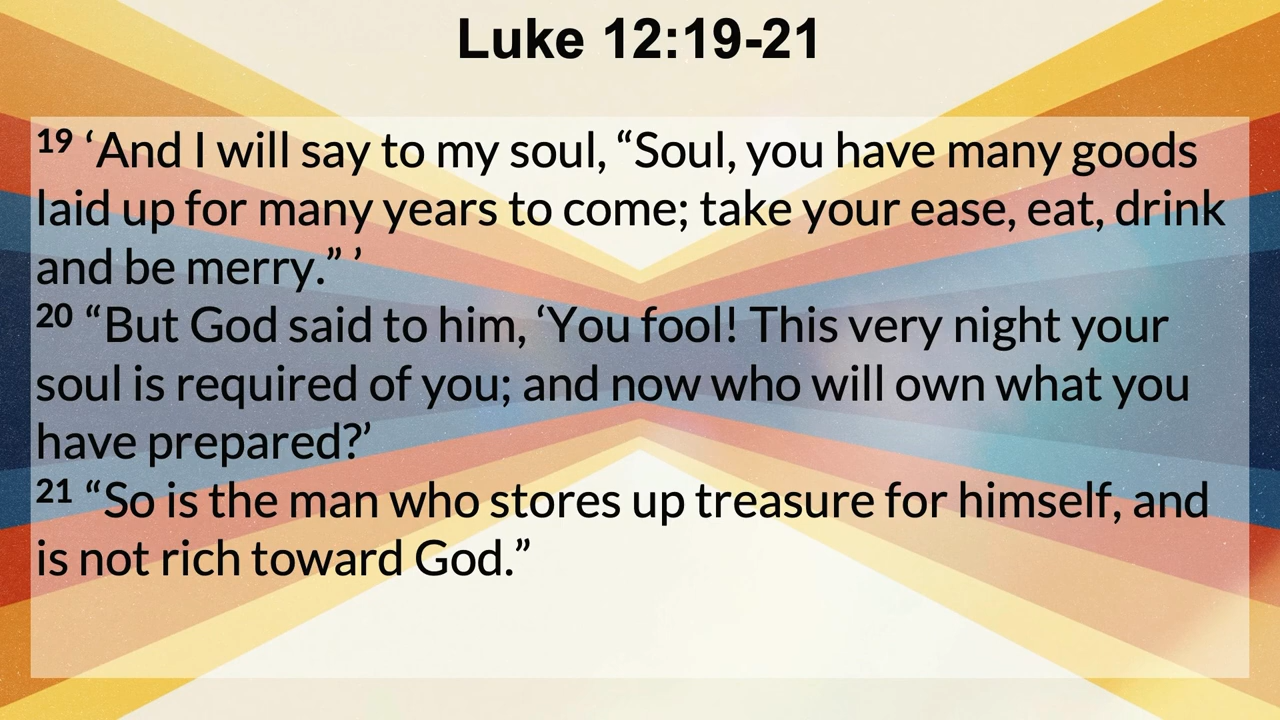 Luke 12:19-21
19 ‘And I will say to my soul, “Soul, you have many goods
laid up for many years to come; take your ease, eat, drink
and be merry.” ’
20 “But God said to him, ‘You fool! This very night your
soul is required of you; and now who will own what you
have prepared?’
21 “So is the man who stores up treasure for himself, and
is not rich toward God.”